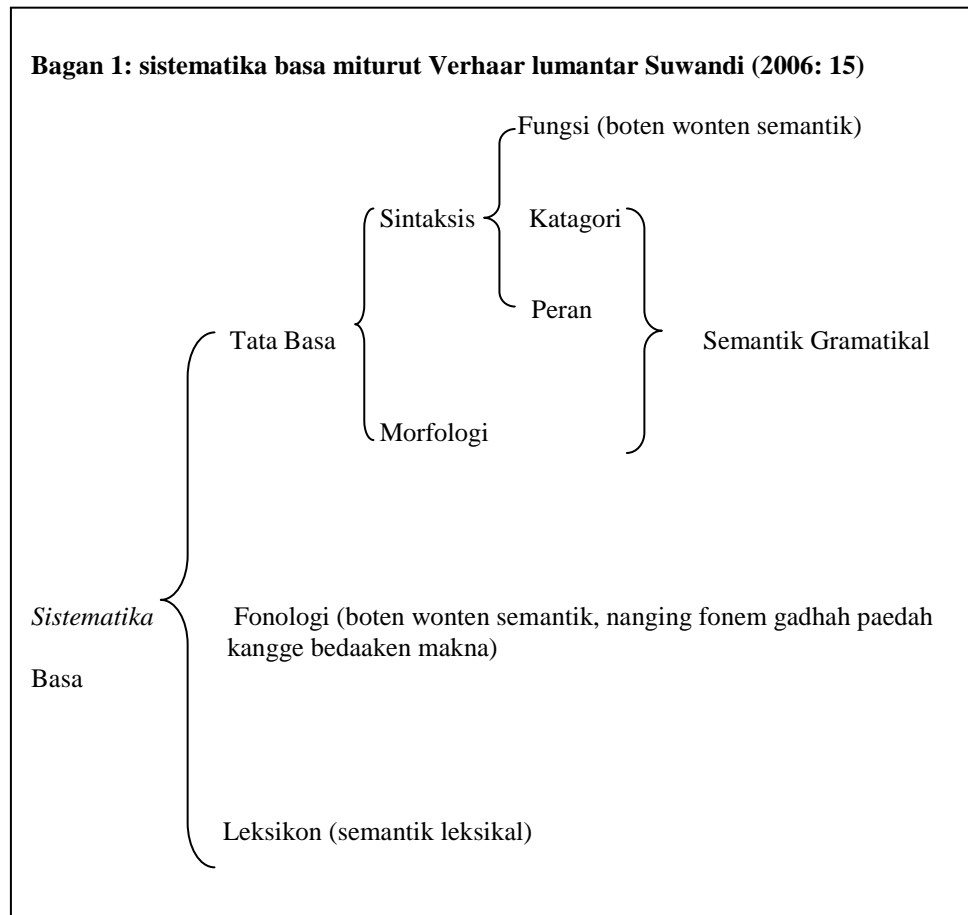 Bagan 1: sistematika basa miturut Verhaar lumantar Suwandi (2006: 15)
Fungsi (boten wonten semantik)
Sintaksis Katagori
Peran
Tata Basa Semantik Gramatikal
Morfologi
Sistematika Fonologi (boten wonten semantik, nanging fonem gadhah paedah
kangge bedaaken makna)
Basa
Leksikon (semantik leksikal)